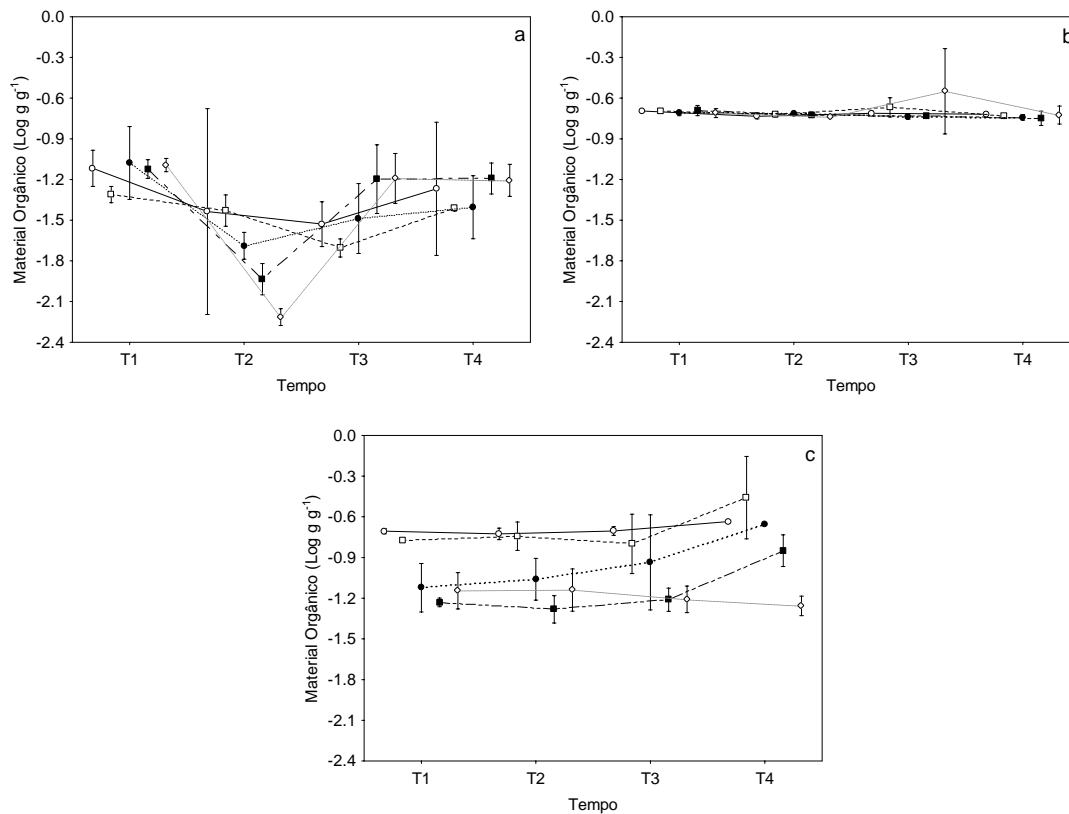 a
Material Orgânico (Log g g-1)
0.0
-0.3
-0.6
-0.9
-1.2
-1.5
-1.8
-2.1
-2.4
T1 T2 T3 T4
Tempo
b
Material Orgânico (Log g g-1)
0.0
-0.3
-0.6
-0.9
-1.2
-1.5
-1.8
-2.1
-2.4
T1 T2 T3 T4
Tempo
c
Material Orgânico (Log g g-1)
0.0
-0.3
-0.6
-0.9
-1.2
-1.5
-1.8
-2.1
-2.4
T1 T2 T3 T4
Tempo